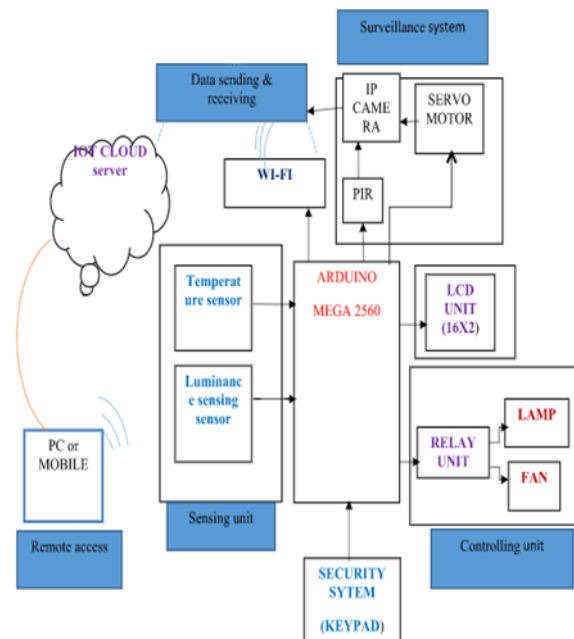 Surveillance system
Data sending &
receiving
IP
CAME
RA
SERVO
MOTOR
IOT CLOUD
server
WI-FI
PIR
Temperat
ure sensor
Luminanc
e sensing
sensor
ARDUINO
MEGA 2560
LCD
UNIT
(16X2)
RELAY
UNIT
LAMP
FAN
PC or
MOBILE
Remote access
Sensing unit
Controlling unit
SECURITY
SYTEM
(KEYPAD)